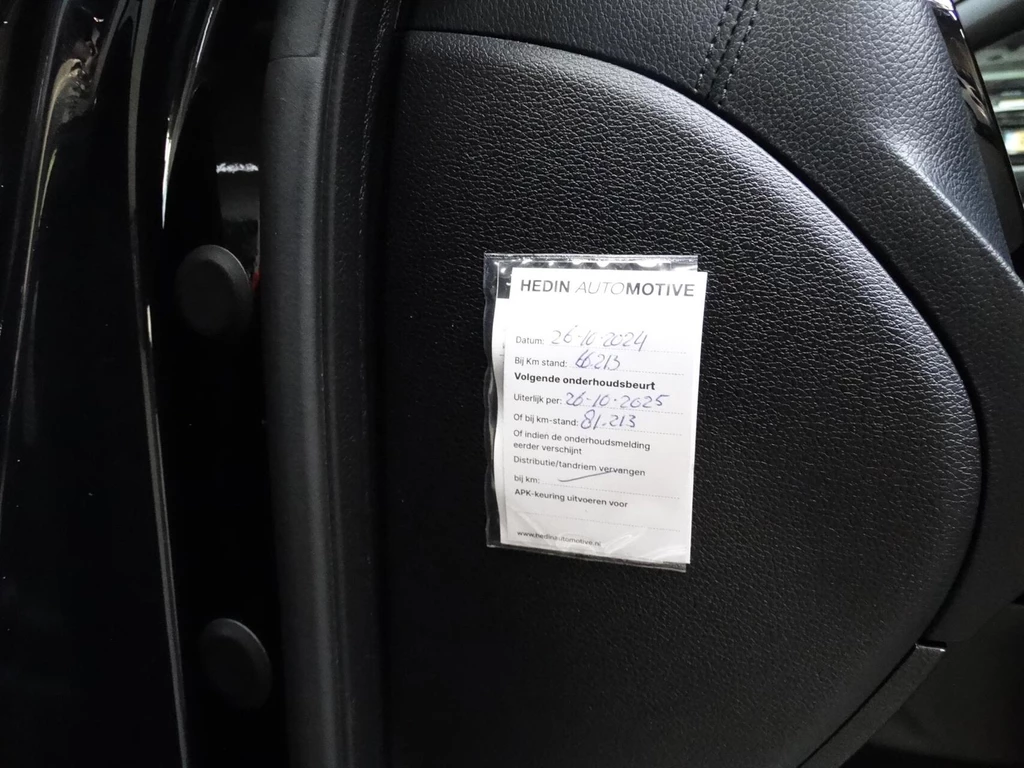 HEDIN AUTOMOTIVE
Datum: 26-10-2024
Bij Km stand: 66.213
Volgende onderhoudsbeurt
Uiterlijk per: 26-10-2025
Of bij km-stand: 81.213
Of indien de onderhoudsmelding
eerder verschijnt
Distributie/tandriem vervangen
bij km:
APK-keuring uitvoeren voor
www.hedinautomotive.nl